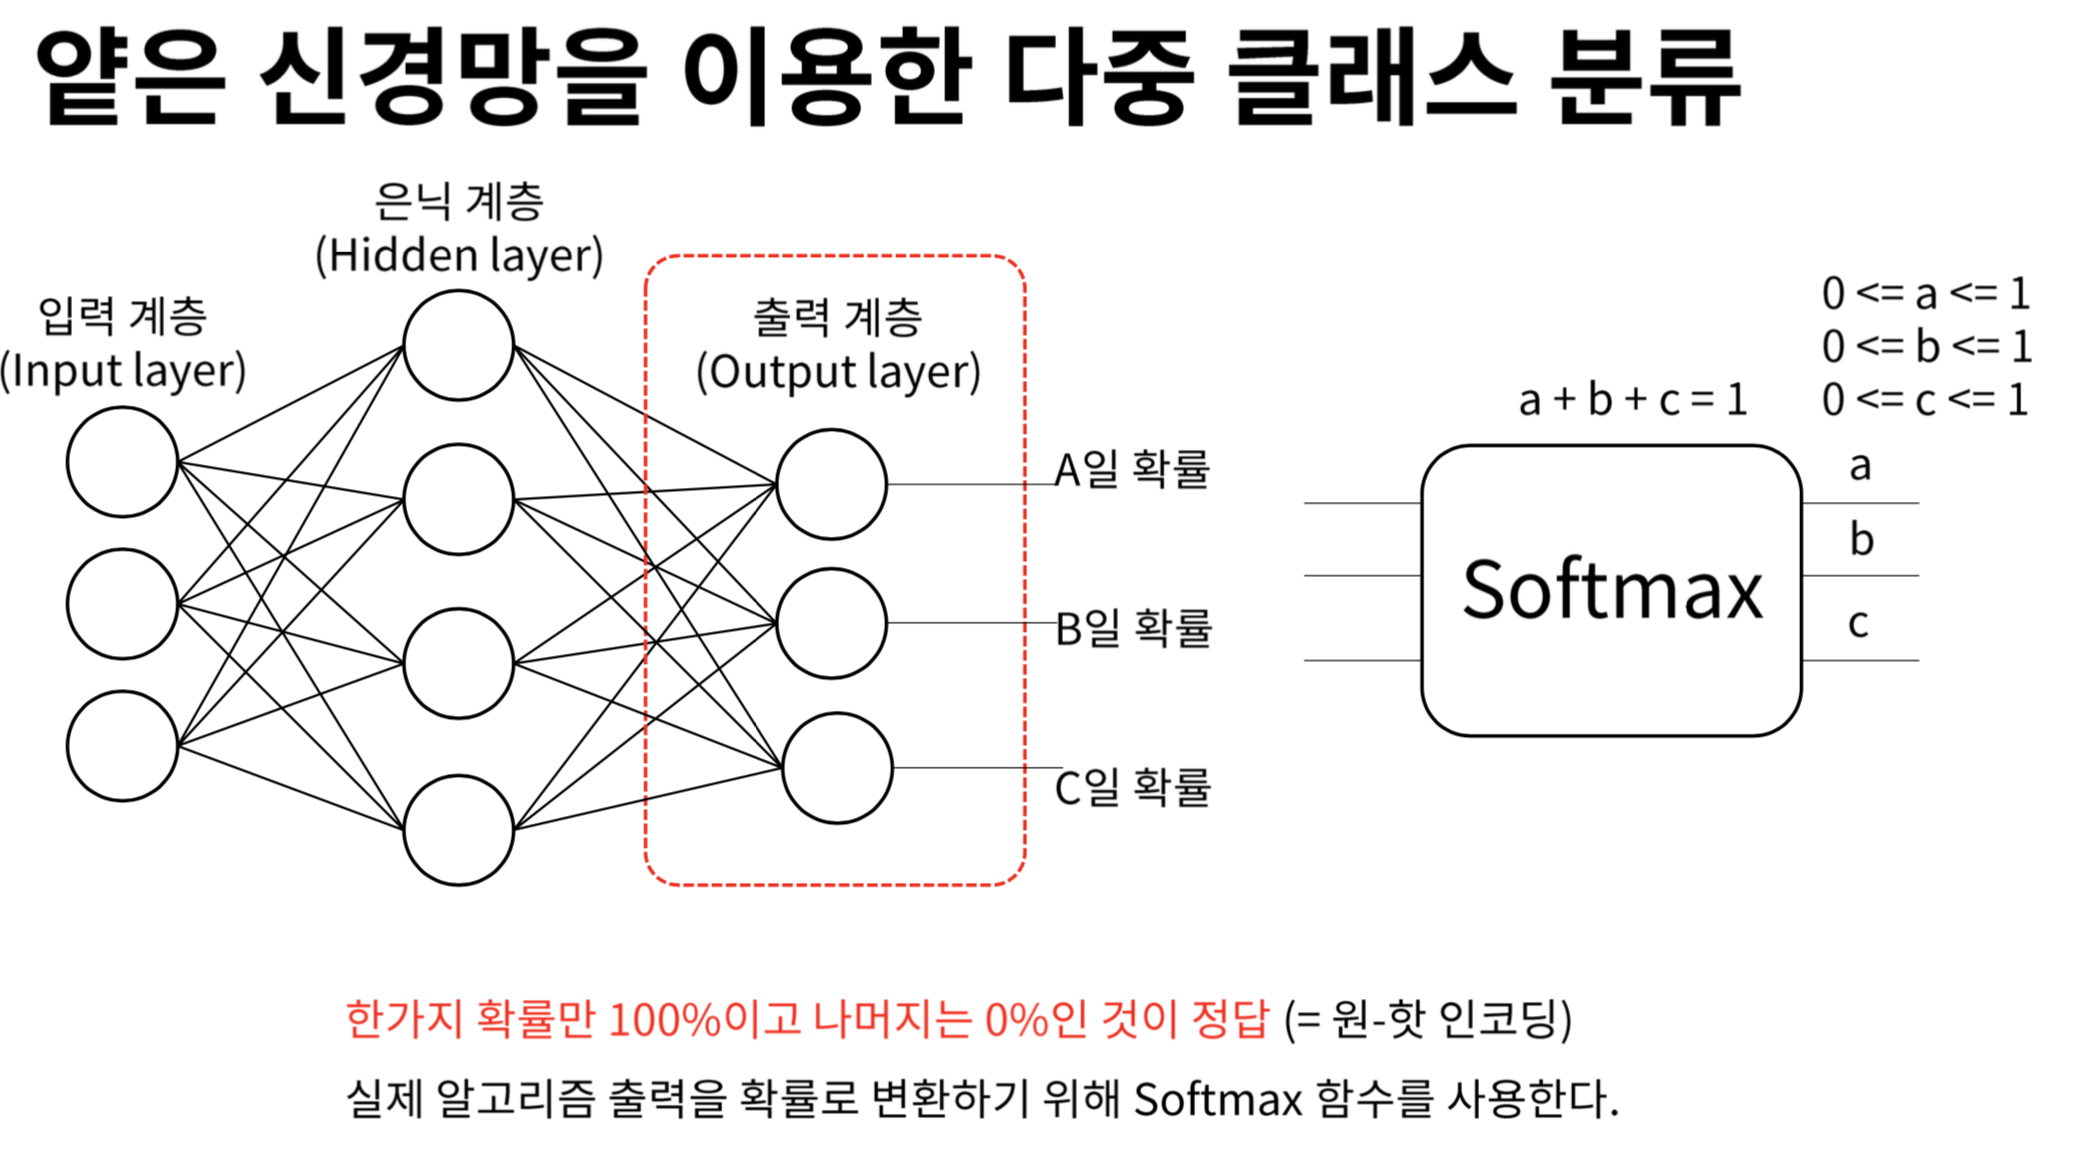 얕은 신경망을 이용한 다중 클래스 분류
은닉 계층
(Hidden layer)
입력 계층
(Input layer)
출력 계층
(Output layer)
A일 확률
B일 확률
C일 확률
a + b + c = 1
0 <= a <= 1
0 <= b <= 1
0 <= c <= 1
Softmax
a
b
c
한가지 확률만 100%이고 나머지는 0%인 것이 정답 (= 원-핫 인코딩)
실제 알고리즘 출력을 확률로 변환하기 위해 Softmax 함수를 사용한다.